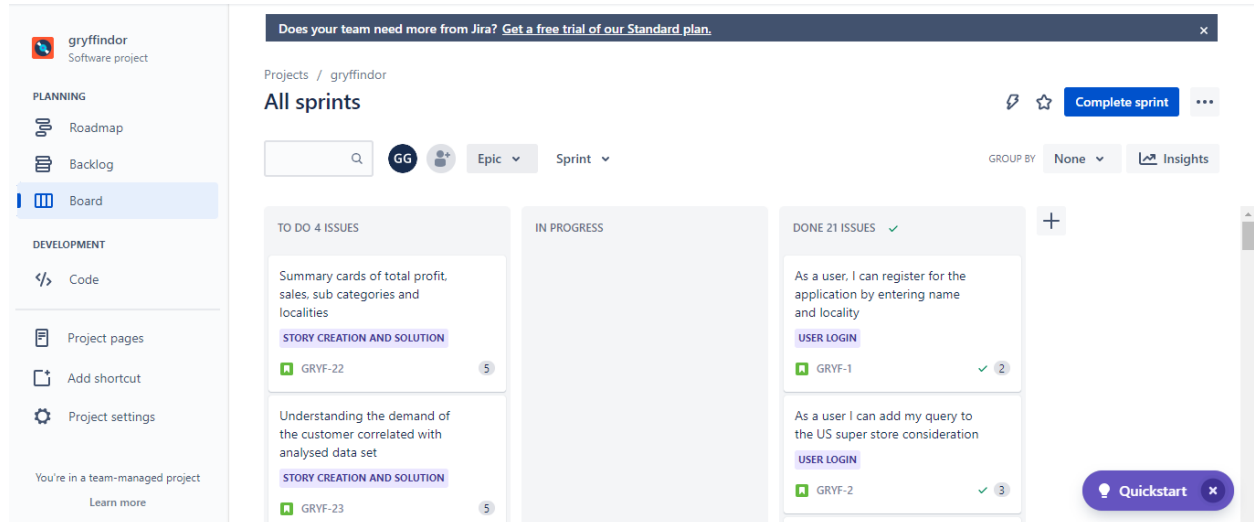 Does your team need more from Jira? Get a free trial of our Standard plan.
gryffindor
Software project
PLANNING
Roadmap
Backlog
Board
DEVELOPMENT
Code
Project pages
Add shortcut
Project settings
You're in a team-managed project
Learn more
Projects / gryffindor
All sprints
Complete sprint
GG
Epic
Sprint
GROUP BY
None
Insights
TO DO 4 ISSUES
Summary cards of total profit,
sales, sub categories and
localities
STORY CREATION AND SOLUTION
GRYF-22
5
Understanding the demand of
the customer correlated with
analysed data set
STORY CREATION AND SOLUTION
GRYF-23
5
IN PROGRESS
DONE 21 ISSUES
As a user, I can register for the
application by entering name
and locality
USER LOGIN
GRYF-1
2
As a user I can add my query to
the US super store consideration
USER LOGIN
GRYF-2
3
Quickstart